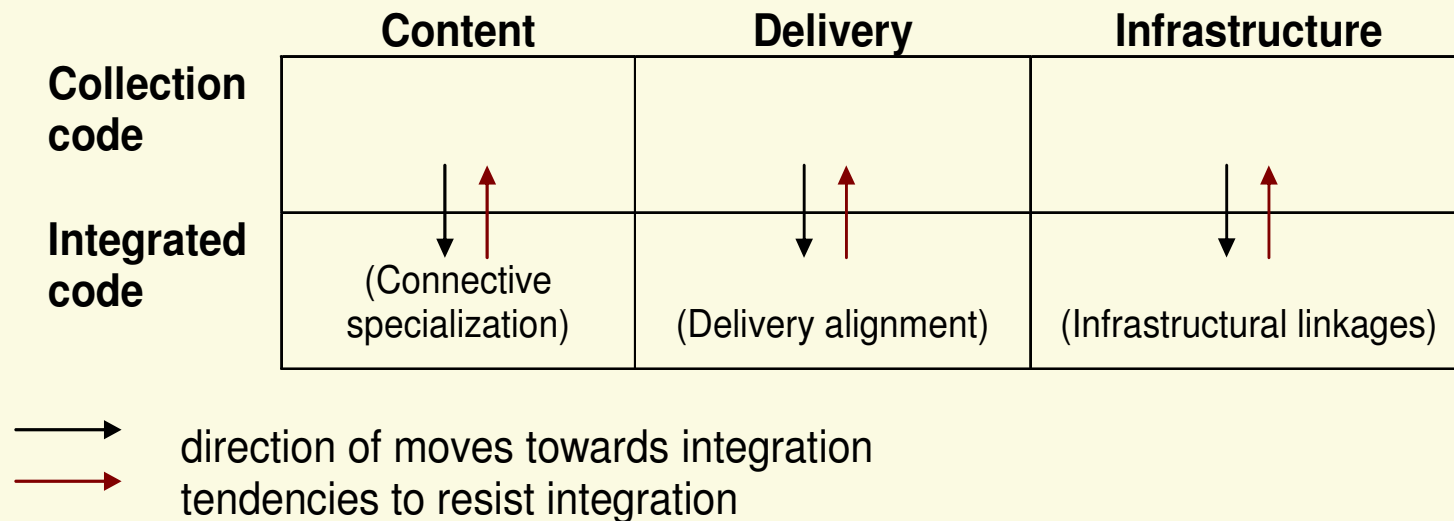 Content Delivery Infrastructure
Collection
code
Integrated
code
(Connective
specialization)
(Delivery alignment)
(Infrastructural linkages)
direction of moves towards integration
tendencies to resist integration